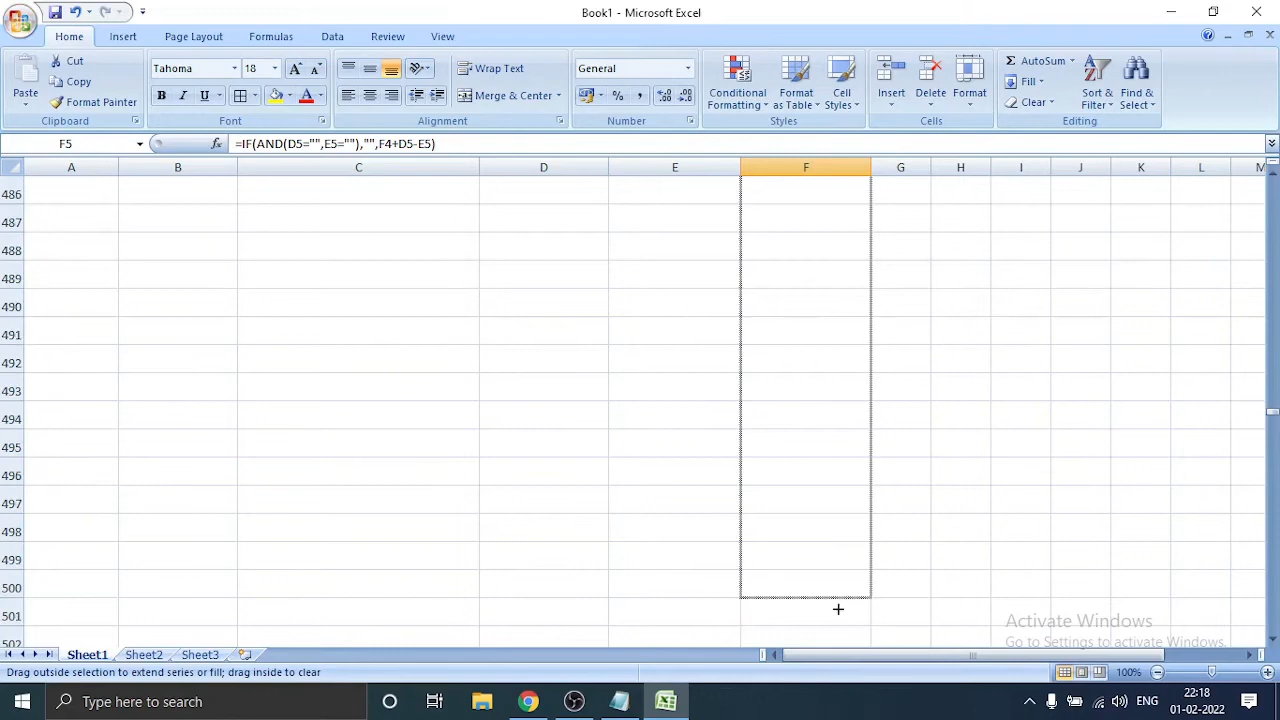 Book1 - Microsoft Excel
Home Insert Page Layout Formulas Data Review View
Paste
Cut
Copy
Format Painter
Clipboard
Tahoma 18
B I U A
Font
Wrap Text
Merge & Center
Alignment
General
% ,
Number
Conditional
Formatting
Format
as Table
Cell
Styles
Styles
Insert
Delete
Format
Cells
Σ AutoSum
Fill
Clear
Sort &
Filter
Find &
Select
Editing
F5 fx =IF(AND(D5="",E5=""),"",F4+D5-E5)
A B C D E F G H I J K L M
486
487
488
489
490
491
492
493
494
495
496
497
498
499
500
501
502
Activate Windows
Go to Settings to activate Windows.
Sheet1 Sheet2 Sheet3
Drag outside selection to extend series or fill; drag inside to clear
100%
Type here to search
ENG
22:18
01-02-2022